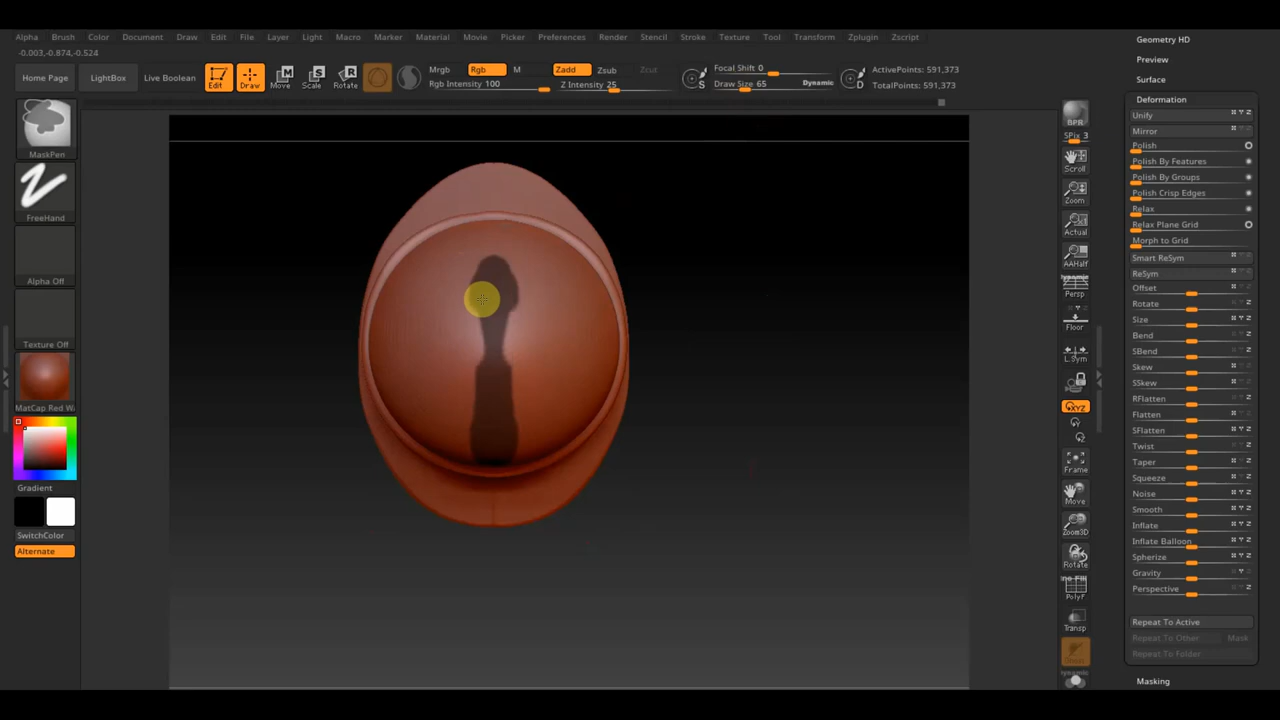 Alpha Brush Color Document Draw Edit File Layer Light Macro Marker Material Movie Picker Preferences Render Stencil Stroke Texture Tool Transform Zplugin Zscript
-0.003,-0.874,-0.524
Home Page LightBox Live Boolean Edit Draw Move Scale Rotate
Mrgb Rgb M Zadd Zsub Zcut
Rgb Intensity 100 Z Intensity 25
Focal Shift 0
Draw Size 65 Dynamic
S D
ActivePoints: 591,373
TotalPoints: 591,373
MaskPen
FreeHand
Alpha Off
Texture Off
MatCap Red W
Gradient
SwitchColor
Alternate
BPR
SPix 3
Scroll
Zoom
Actual
AAHalf
Persp
Floor
L.Sym
XYZ
Frame
Move
Zoom3D
Rotate
PolyF
Transp
Geometry HD
Preview
Surface
Deformation
Unify
Mirror
Polish
Polish By Features
Polish By Groups
Polish Crisp Edges
Relax
Relax Plane Grid
Morph to Grid
Smart ReSym
ReSym
Offset
Rotate
Size
Bend
SBend
Skew
SSkew
RFlatten
Flatten
SFlatten
Twist
Taper
Squeeze
Noise
Smooth
Inflate
Inflate Balloon
Spherize
Gravity
Perspective
Repeat To Active
Repeat To Other Mask
Repeat To Folder
Masking